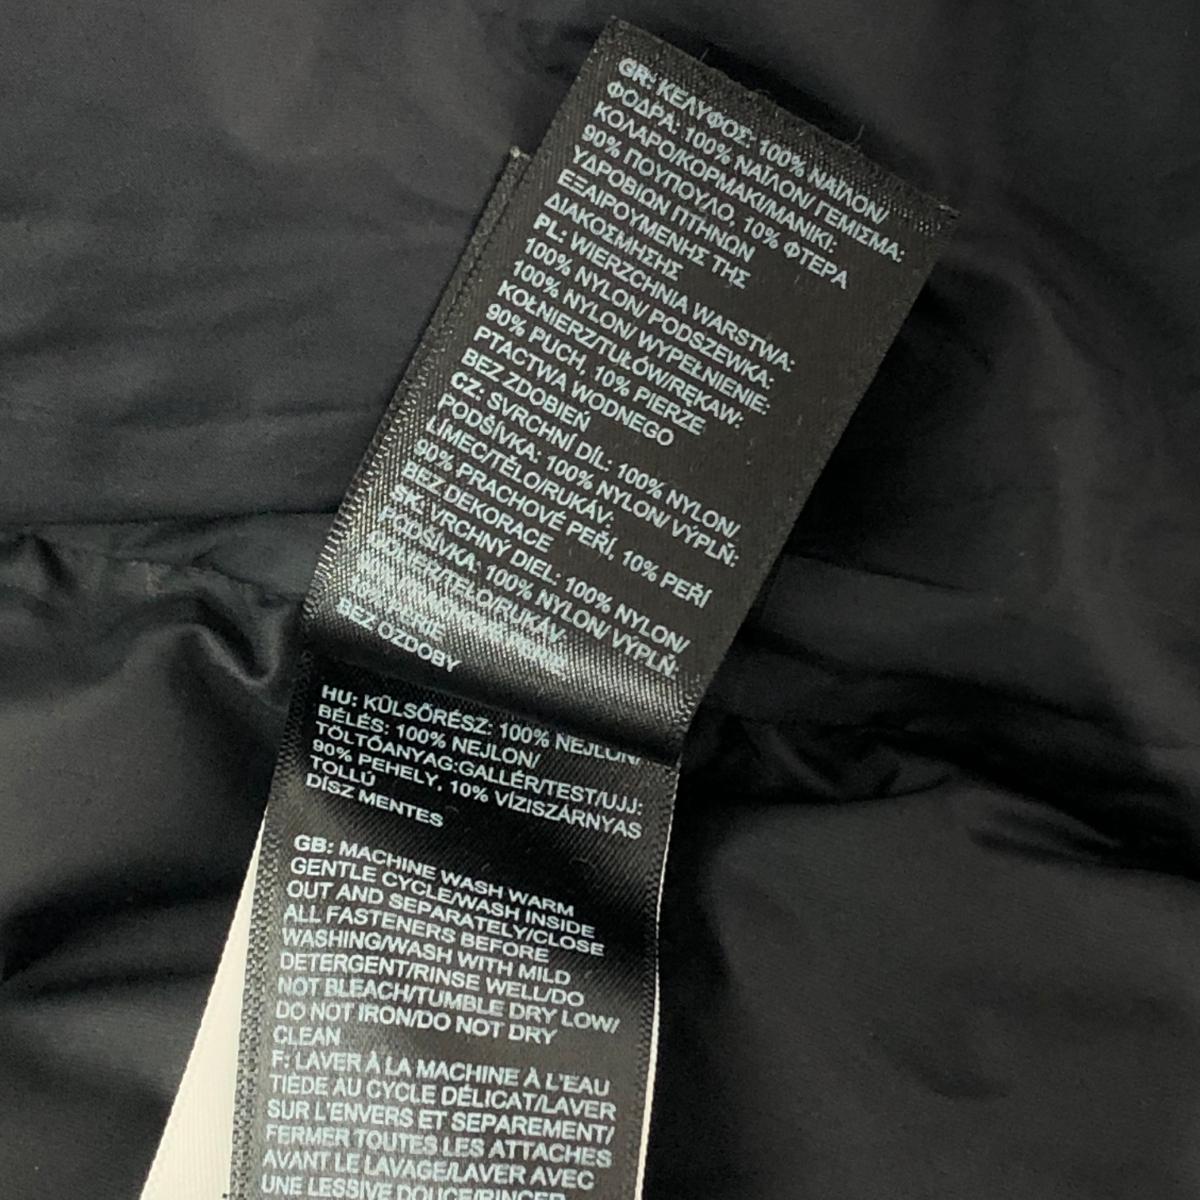 GR: ΚΕΛΥΦΟΣ: 100% ΝΑΪΛΟΝ/
ΦΟΔΡΑ: 100% ΝΑΪΛΟΝ/ ΓΕΜΙΣΜΑ:
ΚΟΛΑΡΟ/ΚΟΡΜΑΚΙ/ΜΑΝΙΚΙ:
90% ΠΟΥΠΟΥΛΟ, 10% ΦΤΕΡΑ
ΥΔΡΟΒΙΩΝ ΠΤΗΝΩΝ
ΕΞΑΙΡΟΥΜΕΝΗΣ ΤΗΣ
ΔΙΑΚΟΣΜΗΣΗΣ
PL: WIERZCHNIA WARSTWA:
100% NYLON/ PODSZEWKA:
100% NYLON/ WYPEŁNIENIE:
KOŁNIERZ/TUŁÓW/RĘKAW:
90% PUCH, 10% PIERZE
PTACTWA WODNEGO
BEZ ZDOBIEŃ
CZ: SVRCHNÍ DÍL: 100% NYLON/
PODŠÍVKA: 100% NYLON/ VÝPLŇ:
LÍMEC/TĚLO/RUKÁV:
90% PRACHOVÉ PEŘÍ, 10% PEŘÍ
BEZ DEKORACE
SK: VRCHNÝ DIEL: 100% NYLON/
PODŠÍVKA: 100% NYLON/ VÝPLŇ:
GOLIER/TELO/RUKÁV:
PERIE
BEZ OZDOBY
HU: KÜLSŐRÉSZ: 100% NEJLON/
BÉLÉS: 100% NEJLON/
TÖLTŐANYAG:GALLÉR/TEST/UJJ:
90% PEHELY, 10% VÍZISZÁRNYAS
TOLLÚ
DÍSZ MENTES
GB: MACHINE WASH WARM
GENTLE CYCLE/WASH INSIDE
OUT AND SEPARATELY/CLOSE
ALL FASTENERS BEFORE
WASHING/WASH WITH MILD
DETERGENT/RINSE WELL/DO
NOT BLEACH/TUMBLE DRY LOW/
DO NOT IRON/DO NOT DRY
CLEAN
F: LAVER À LA MACHINE À L'EAU
TIÈDE AU CYCLE DÉLICAT/LAVER
SUR L'ENVERS ET SEPAREMENT/
FERMER TOUTES LES ATTACHES
AVANT LE LAVAGE/LAVER AVEC
UNE LESSIVE DOUCE/RINCER